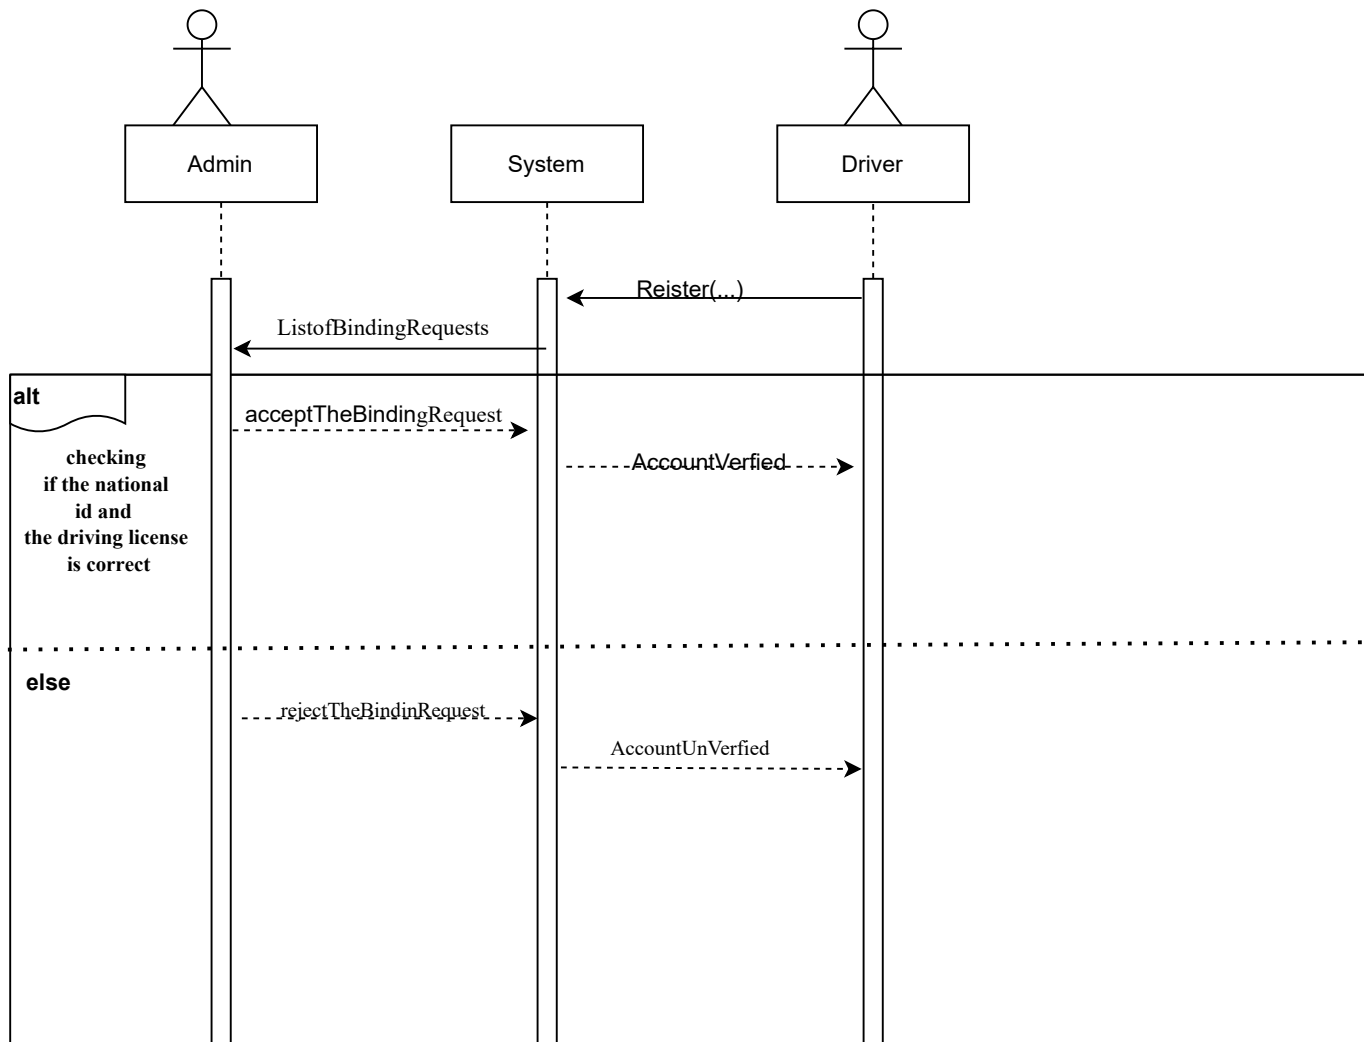 Admin
System
Driver
Reister(...)
ListofBindingRequests
alt
acceptTheBindingRequest
AccountVerfied
checking
if the national
id and
the driving license
is correct
else
rejectTheBindinRequest
AccountUnVerfied